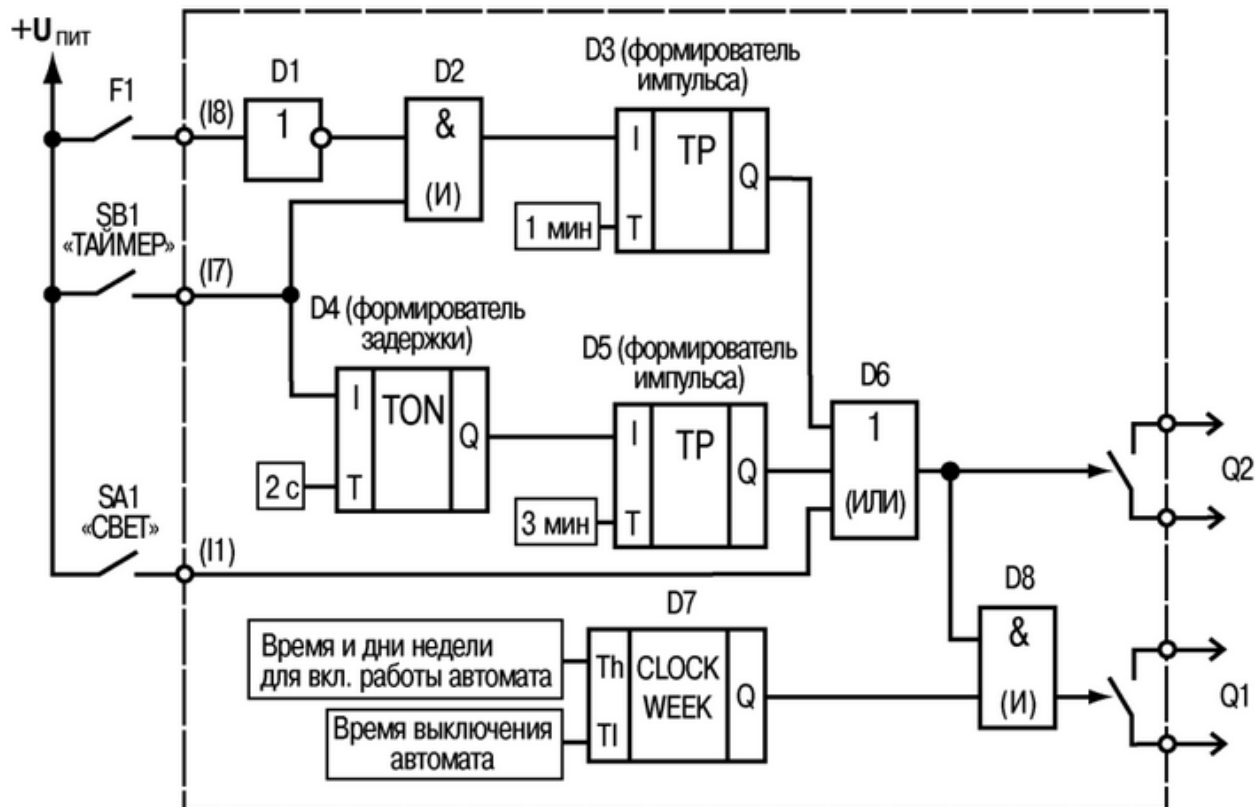 +Uпит
F1
(I8)
D1
1
D2
&
(И)
D3 (формирователь
импульса)
I
TP
Q
1 мин
T
SB1
«ТАЙМЕР»
(I7)
D4 (формирователь
задержки)
I
TON
Q
2 с
T
D5 (формирователь
импульса)
I
TP
Q
3 мин
T
D6
1
(ИЛИ)
Q2
SA1
«СВЕТ»
(I1)
D7
Время и дни недели
для вкл. работы автомата
Th
CLOCK
WEEK
Q
Время выключения
автомата
Tl
D8
&
(И)
Q1